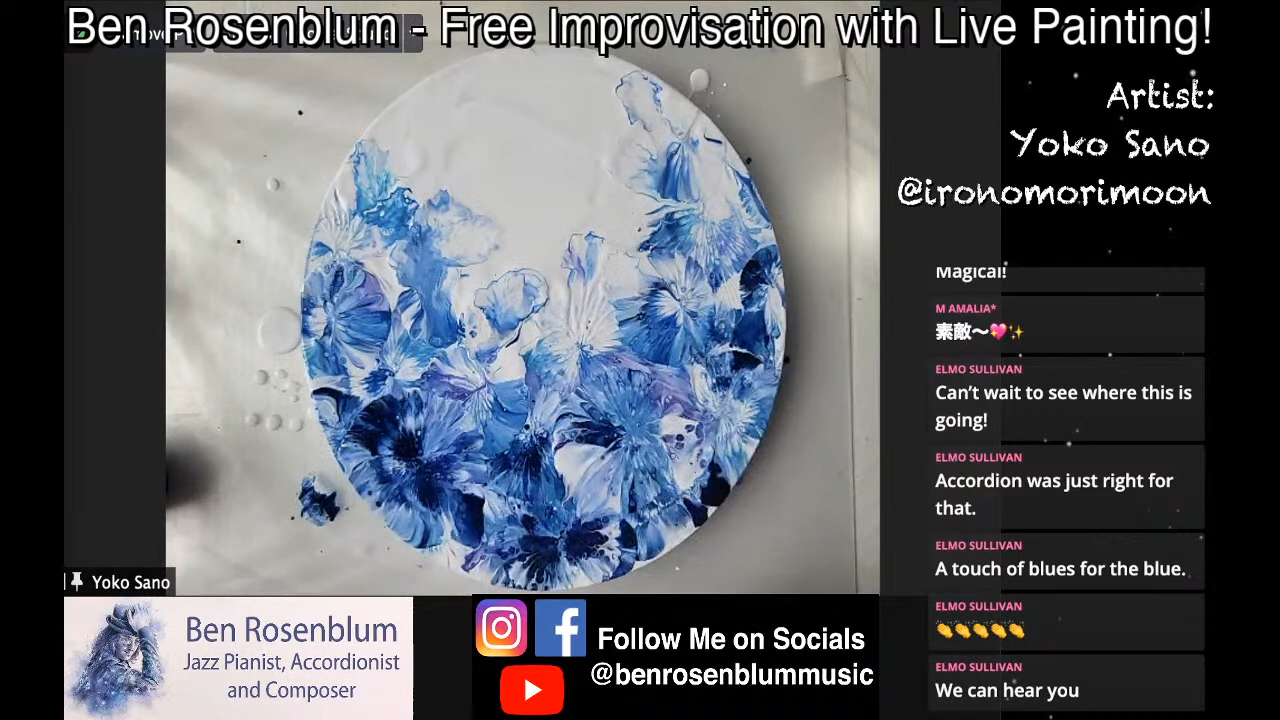 Ben Rosenblum - Free Improvisation with Live Painting!
Artist:
Yoko Sano
@ironomorimoon
Magical!
M AMALIA*
素敵〜💖✨
ELMO SULLIVAN
Can't wait to see where this is
going!
ELMO SULLIVAN
Accordion was just right for
that.
ELMO SULLIVAN
A touch of blues for the blue.
ELMO SULLIVAN
👏👏👏👏👏
ELMO SULLIVAN
We can hear you
Yoko Sano
Ben Rosenblum
Jazz Pianist, Accordionist
and Composer
Follow Me on Socials
@benrosenblummusic